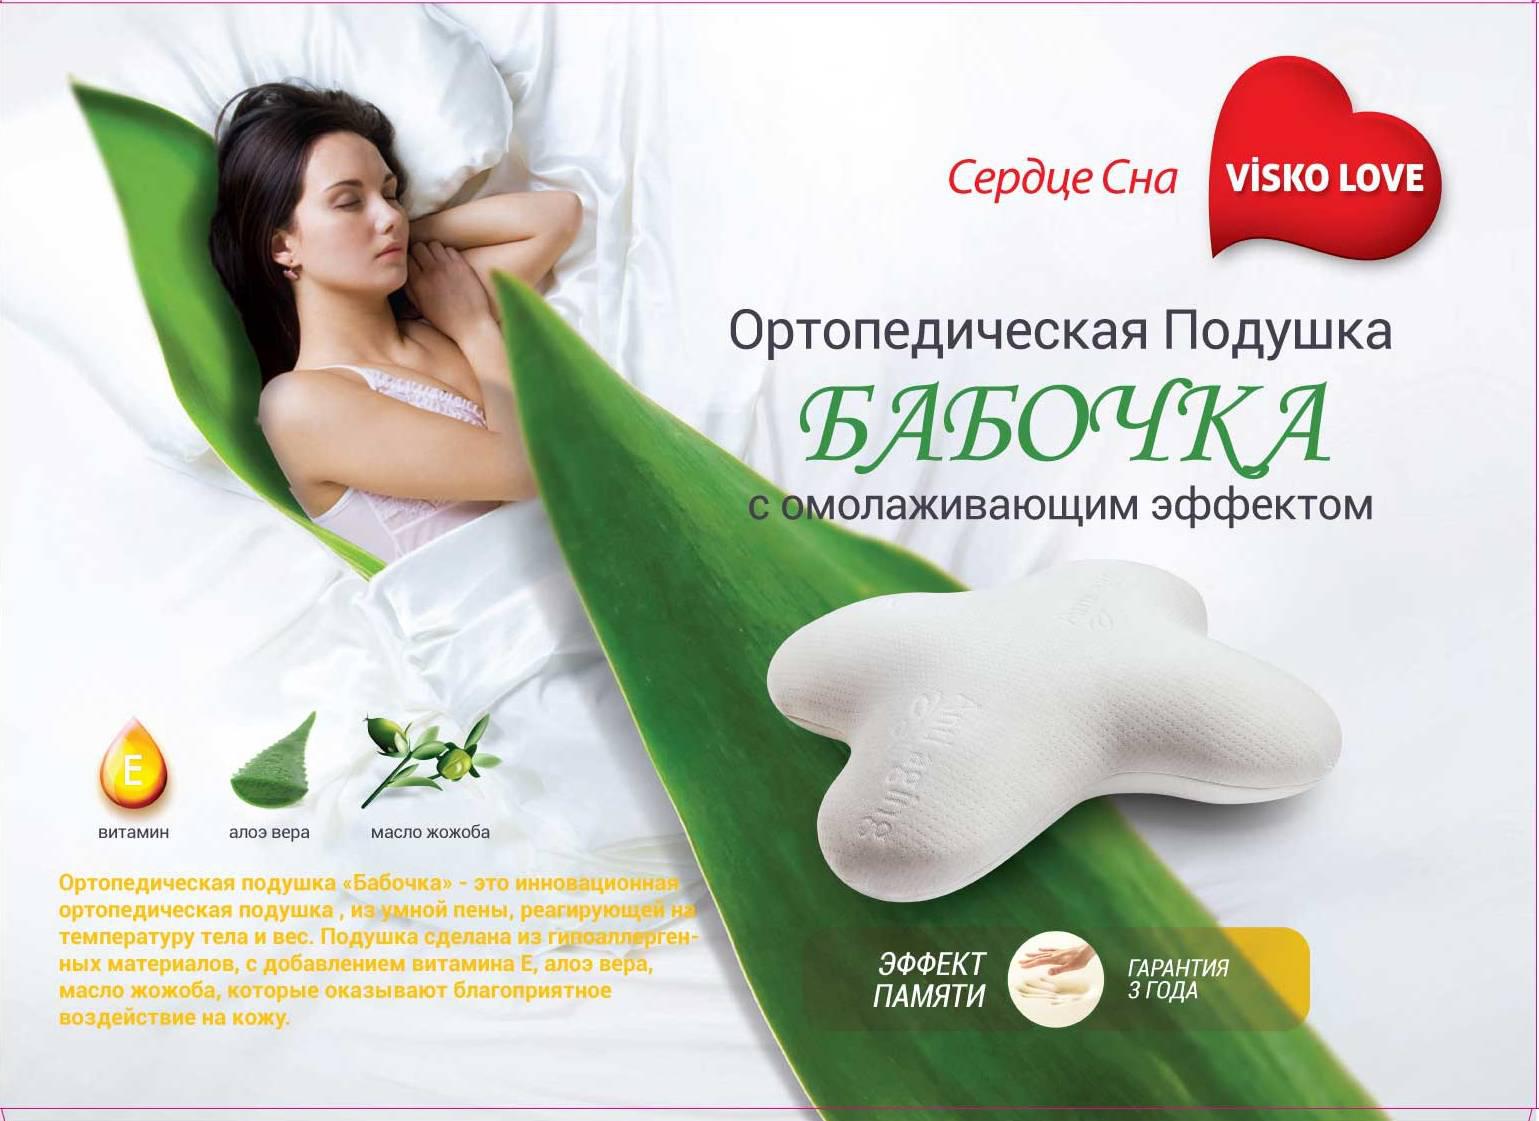 Сердце Сна
VİSKO LOVE
Ортопедическая Подушка
БАБОЧКА
с омолаживающим эффектом
E
витамин
алоэ вера
масло жожоба
Ортопедическая подушка «Бабочка» - это инновационная
ортопедическая подушка , из умной пены, реагирующей на
температуру тела и вес. Подушка сделана из гипоаллерген-
ных материалов, с добавлением витамина Е, алоэ вера,
масло жожоба, которые оказывают благоприятное
воздействие на кожу.
ЭФФЕКТ
ПАМЯТИ
ГАРАНТИЯ
3 ГОДА